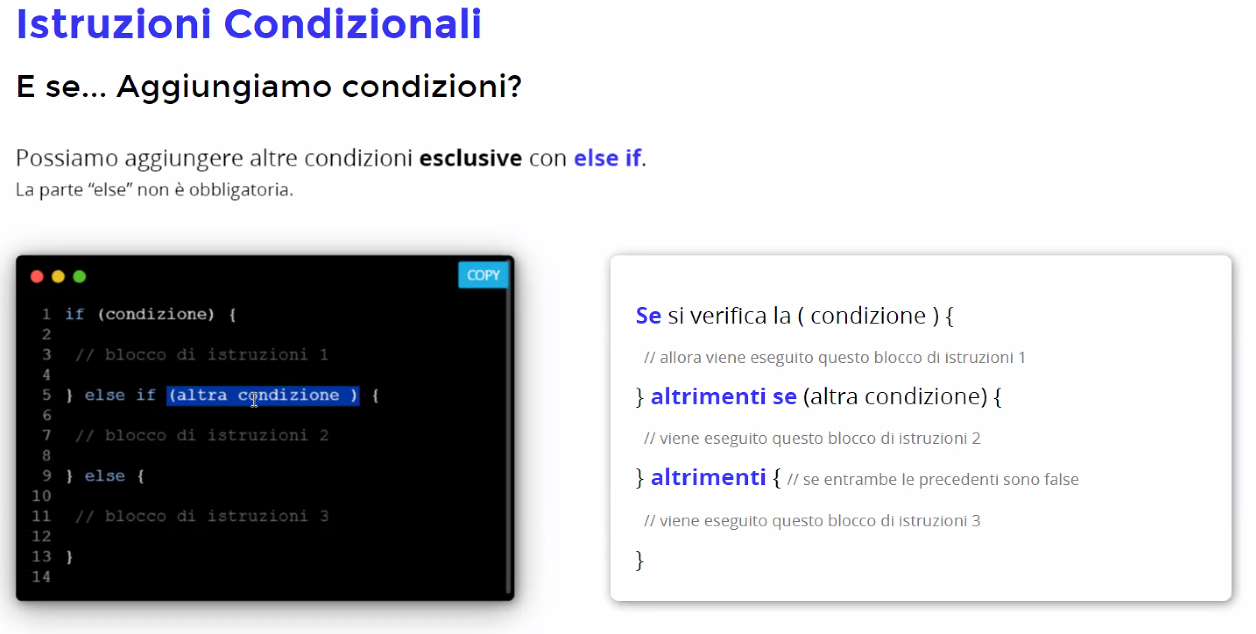 Istruzioni Condizionali
E se... Aggiungiamo condizioni?
Possiamo aggiungere altre condizioni esclusive con else if.
La parte “else” non è obbligatoria.
COPY
1 if (condizione) {
2
3 // blocco di istruzioni 1
4
5 } else if (altra condizione ) {
6
7 // blocco di istruzioni 2
8
9 } else {
10
11 // blocco di istruzioni 3
12
13 }
14
Se si verifica la ( condizione ) {
// allora viene eseguito questo blocco di istruzioni 1
} altrimenti se (altra condizione) {
// viene eseguito questo blocco di istruzioni 2
} altrimenti { // se entrambe le precedenti sono false
// viene eseguito questo blocco di istruzioni 3
}